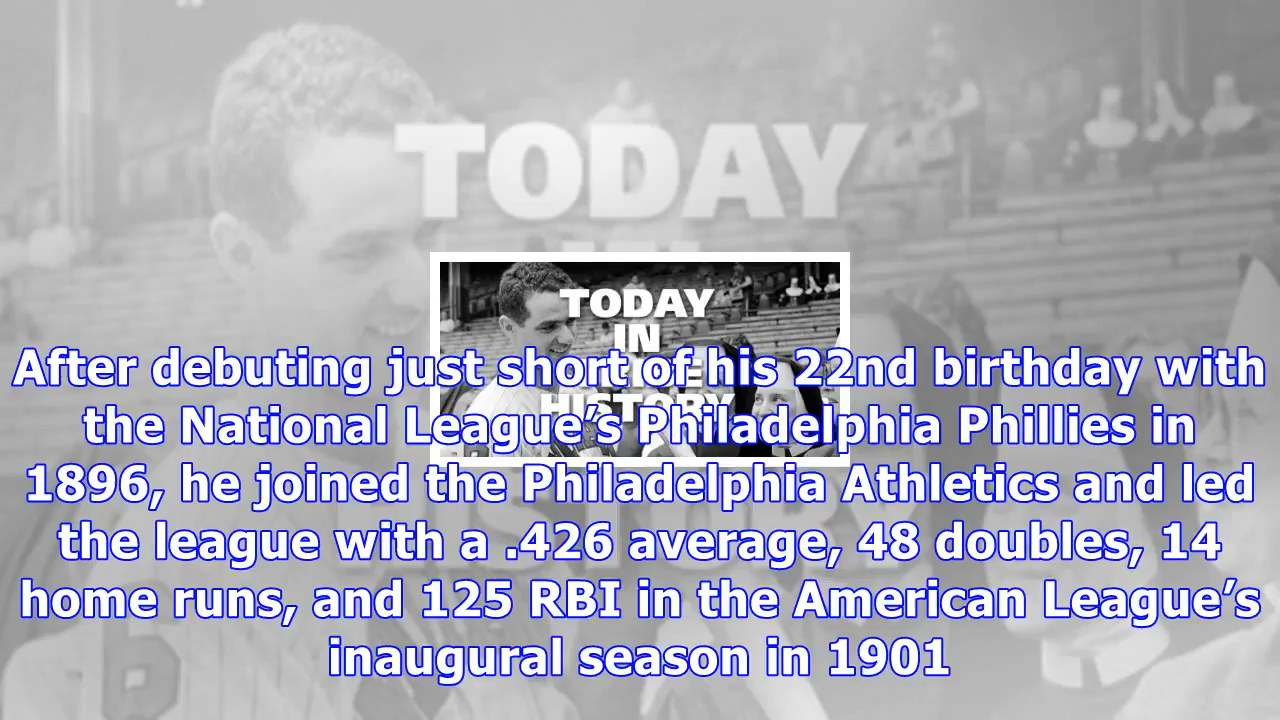 TODAY
TODAY
IN
HISTORY
After debuting just short of his 22nd birthday with
the National League’s Philadelphia Phillies in
1896, he joined the Philadelphia Athletics and led
the league with a .426 average, 48 doubles, 14
home runs, and 125 RBI in the American League’s
inaugural season in 1901